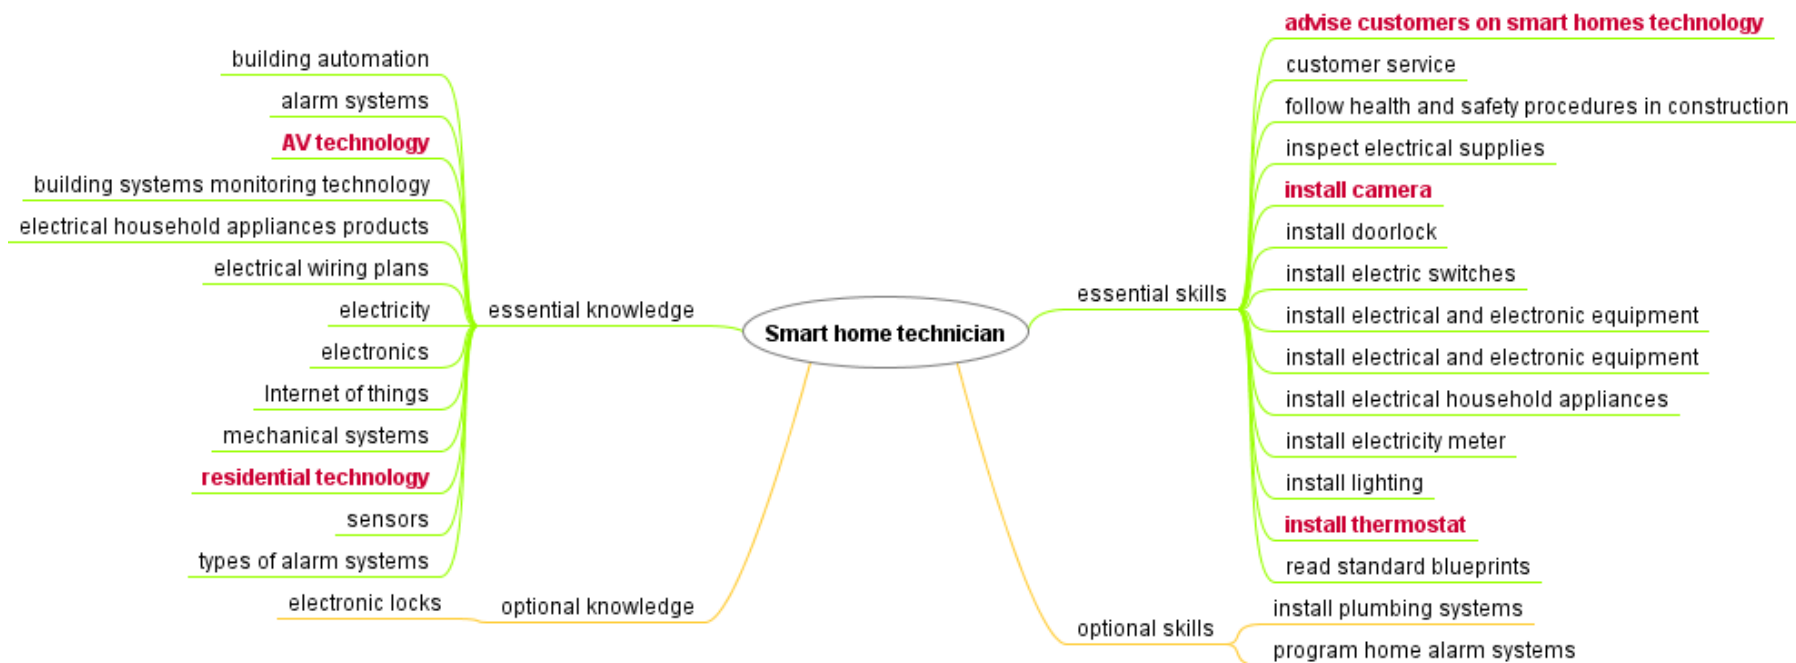 building automation
alarm systems
AV technology
building systems monitoring technology
electrical household appliances products
electrical wiring plans
electricity
electronics
Internet of things
mechanical systems
residential technology
sensors
types of alarm systems
electronic locks
essential knowledge
optional knowledge
Smart home technician
essential skills
optional skills
advise customers on smart homes technology
customer service
follow health and safety procedures in construction
inspect electrical supplies
install camera
install doorlock
install electric switches
install electrical and electronic equipment
install electrical and electronic equipment
install electrical household appliances
install electricity meter
install lighting
install thermostat
read standard blueprints
install plumbing systems
program home alarm systems